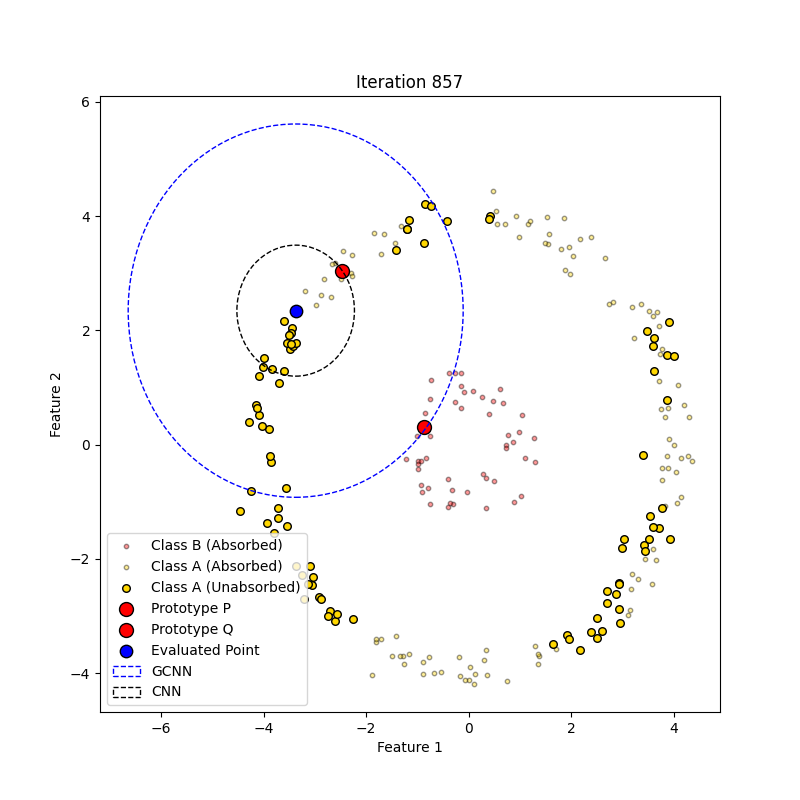 Iteration 857
6
4
2
0
−2
−4
Feature 2
Class B (Absorbed)
Class A (Absorbed)
Class A (Unabsorbed)
Prototype P
Prototype Q
Evaluated Point
GCNN
CNN
−6 −4 −2 0 2 4
Feature 1